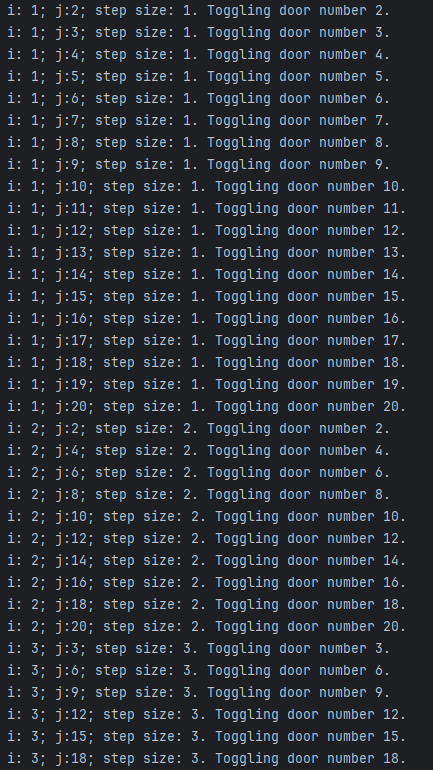 i: 1; j:2; step size: 1. Toggling door number 2.
i: 1; j:3; step size: 1. Toggling door number 3.
i: 1; j:4; step size: 1. Toggling door number 4.
i: 1; j:5; step size: 1. Toggling door number 5.
i: 1; j:6; step size: 1. Toggling door number 6.
i: 1; j:7; step size: 1. Toggling door number 7.
i: 1; j:8; step size: 1. Toggling door number 8.
i: 1; j:9; step size: 1. Toggling door number 9.
i: 1; j:10; step size: 1. Toggling door number 10.
i: 1; j:11; step size: 1. Toggling door number 11.
i: 1; j:12; step size: 1. Toggling door number 12.
i: 1; j:13; step size: 1. Toggling door number 13.
i: 1; j:14; step size: 1. Toggling door number 14.
i: 1; j:15; step size: 1. Toggling door number 15.
i: 1; j:16; step size: 1. Toggling door number 16.
i: 1; j:17; step size: 1. Toggling door number 17.
i: 1; j:18; step size: 1. Toggling door number 18.
i: 1; j:19; step size: 1. Toggling door number 19.
i: 1; j:20; step size: 1. Toggling door number 20.
i: 2; j:2; step size: 2. Toggling door number 2.
i: 2; j:4; step size: 2. Toggling door number 4.
i: 2; j:6; step size: 2. Toggling door number 6.
i: 2; j:8; step size: 2. Toggling door number 8.
i: 2; j:10; step size: 2. Toggling door number 10.
i: 2; j:12; step size: 2. Toggling door number 12.
i: 2; j:14; step size: 2. Toggling door number 14.
i: 2; j:16; step size: 2. Toggling door number 16.
i: 2; j:18; step size: 2. Toggling door number 18.
i: 2; j:20; step size: 2. Toggling door number 20.
i: 3; j:3; step size: 3. Toggling door number 3.
i: 3; j:6; step size: 3. Toggling door number 6.
i: 3; j:9; step size: 3. Toggling door number 9.
i: 3; j:12; step size: 3. Toggling door number 12.
i: 3; j:15; step size: 3. Toggling door number 15.
i: 3; j:18; step size: 3. Toggling door number 18.